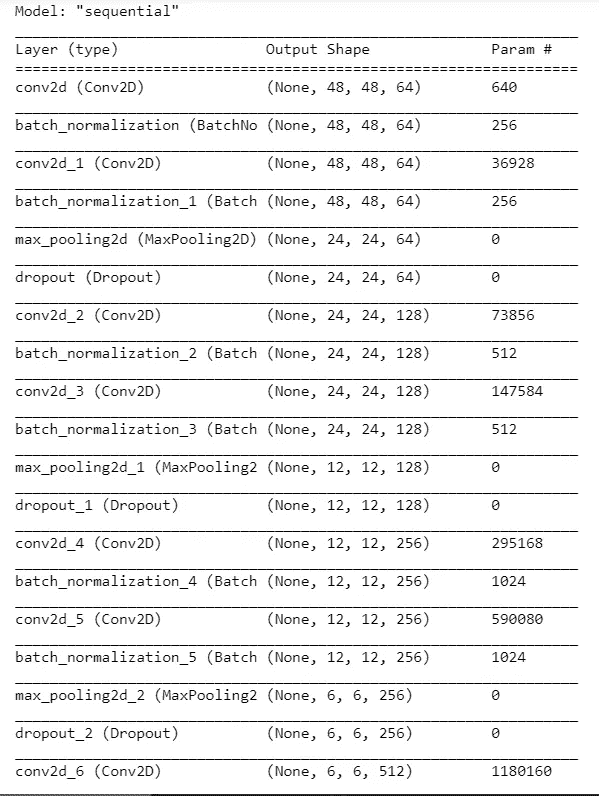 Model: "sequential"
Layer (type) Output Shape Param #
=================================================================
conv2d (Conv2D) (None, 48, 48, 64) 640
batch_normalization (BatchNo (None, 48, 48, 64) 256
conv2d_1 (Conv2D) (None, 48, 48, 64) 36928
batch_normalization_1 (Batch (None, 48, 48, 64) 256
max_pooling2d (MaxPooling2D) (None, 24, 24, 64) 0
dropout (Dropout) (None, 24, 24, 64) 0
conv2d_2 (Conv2D) (None, 24, 24, 128) 73856
batch_normalization_2 (Batch (None, 24, 24, 128) 512
conv2d_3 (Conv2D) (None, 24, 24, 128) 147584
batch_normalization_3 (Batch (None, 24, 24, 128) 512
max_pooling2d_1 (MaxPooling2 (None, 12, 12, 128) 0
dropout_1 (Dropout) (None, 12, 12, 128) 0
conv2d_4 (Conv2D) (None, 12, 12, 256) 295168
batch_normalization_4 (Batch (None, 12, 12, 256) 1024
conv2d_5 (Conv2D) (None, 12, 12, 256) 590080
batch_normalization_5 (Batch (None, 12, 12, 256) 1024
max_pooling2d_2 (MaxPooling2 (None, 6, 6, 256) 0
dropout_2 (Dropout) (None, 6, 6, 256) 0
conv2d_6 (Conv2D) (None, 6, 6, 512) 1180160